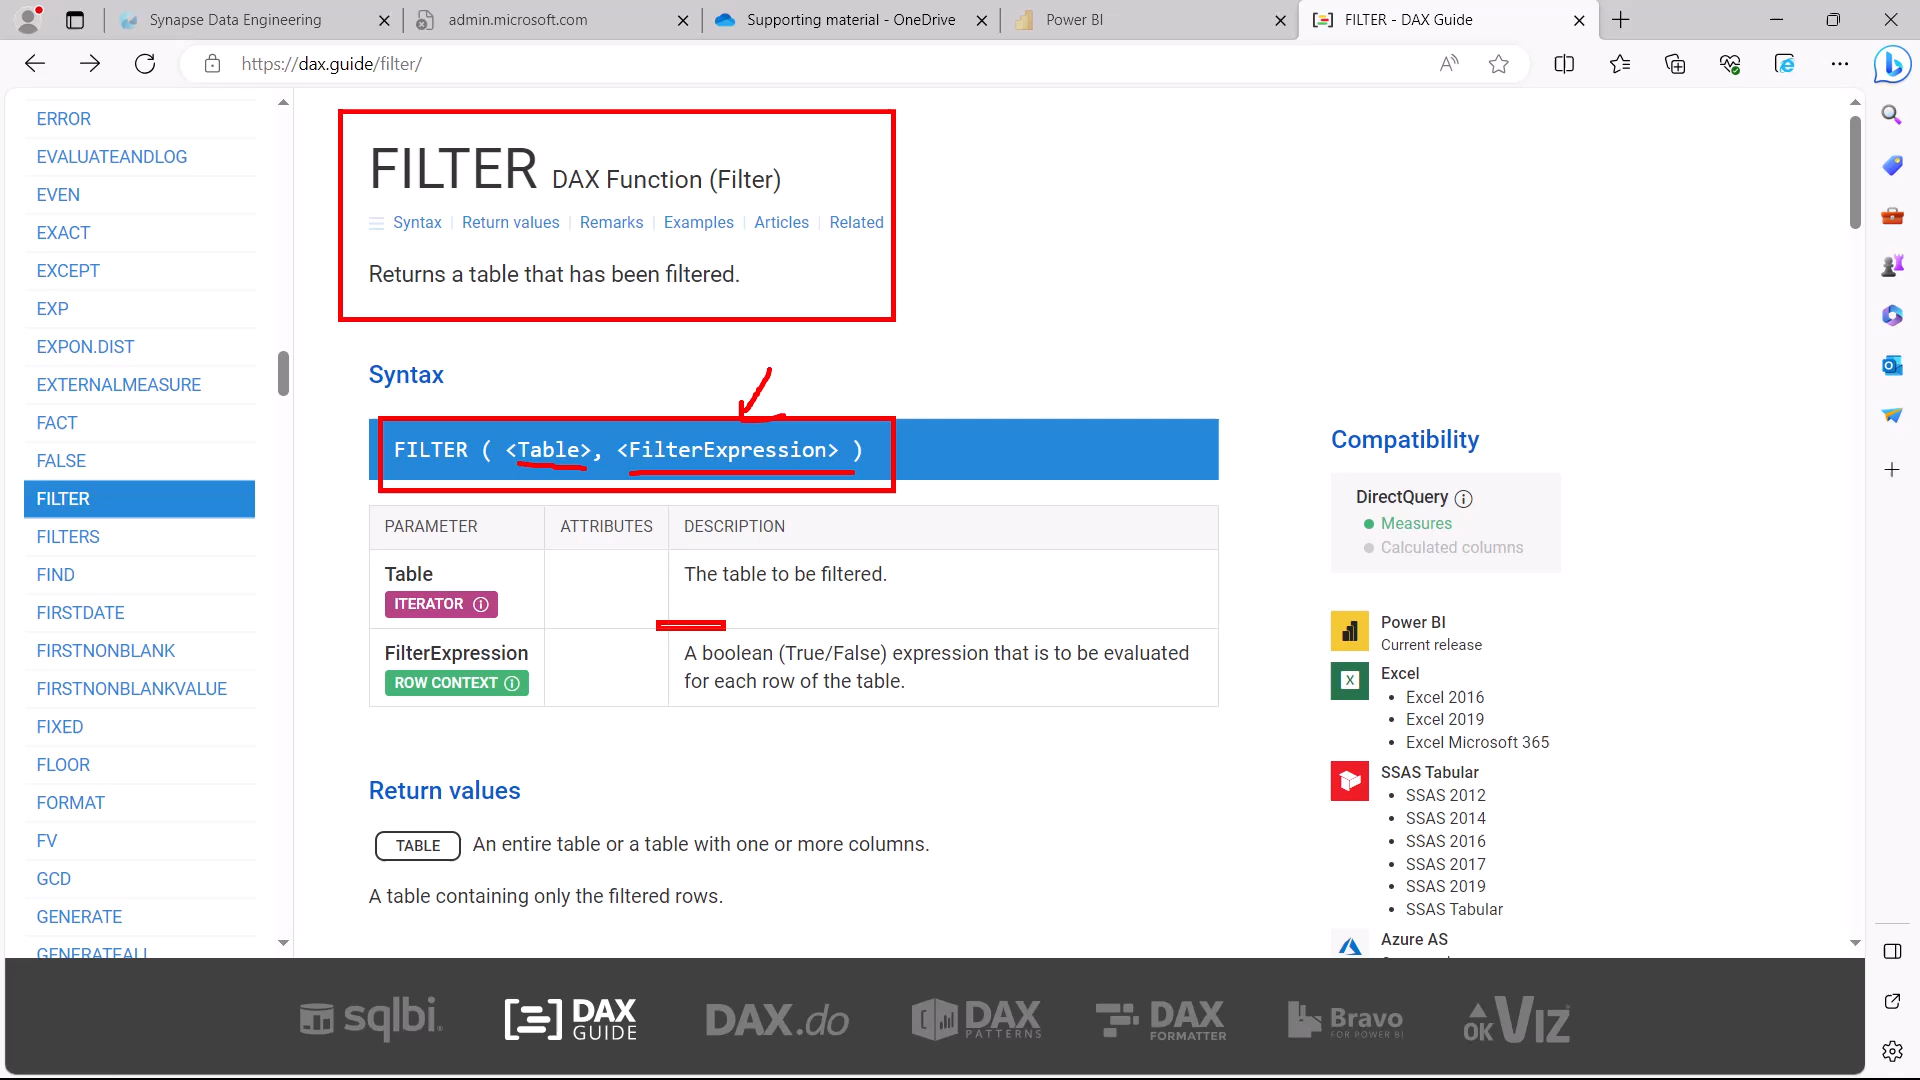 Synapse Data Engineering
admin.microsoft.com
Supporting material - OneDrive
Power BI
FILTER - DAX Guide
https://dax.guide/filter/
ERROR
EVALUATEANDLOG
EVEN
EXACT
EXCEPT
EXP
EXPON.DIST
EXTERNALMEASURE
FACT
FALSE
FILTER
FILTERS
FIND
FIRSTDATE
FIRSTNONBLANK
FIRSTNONBLANKVALUE
FIXED
FLOOR
FORMAT
FV
GCD
GENERATE
GENERATEALL
FILTER DAX Function (Filter)
Syntax | Return values | Remarks | Examples | Articles | Related
Returns a table that has been filtered.
Syntax
FILTER ( <Table>, <FilterExpression> )
PARAMETER ATTRIBUTES DESCRIPTION
Table
ITERATOR
The table to be filtered.
FilterExpression
ROW CONTEXT
A boolean (True/False) expression that is to be evaluated
for each row of the table.
Return values
TABLE An entire table or a table with one or more columns.
A table containing only the filtered rows.
Compatibility
DirectQuery
Measures
Calculated columns
Power BI
Current release
Excel
• Excel 2016
• Excel 2019
• Excel Microsoft 365
SSAS Tabular
• SSAS 2012
• SSAS 2014
• SSAS 2016
• SSAS 2017
• SSAS 2019
• SSAS Tabular
Azure AS
sqlbi.
DAX GUIDE
DAX.do
DAX PATTERNS
DAX FORMATTER
Bravo FOR POWER BI
OK VIZ